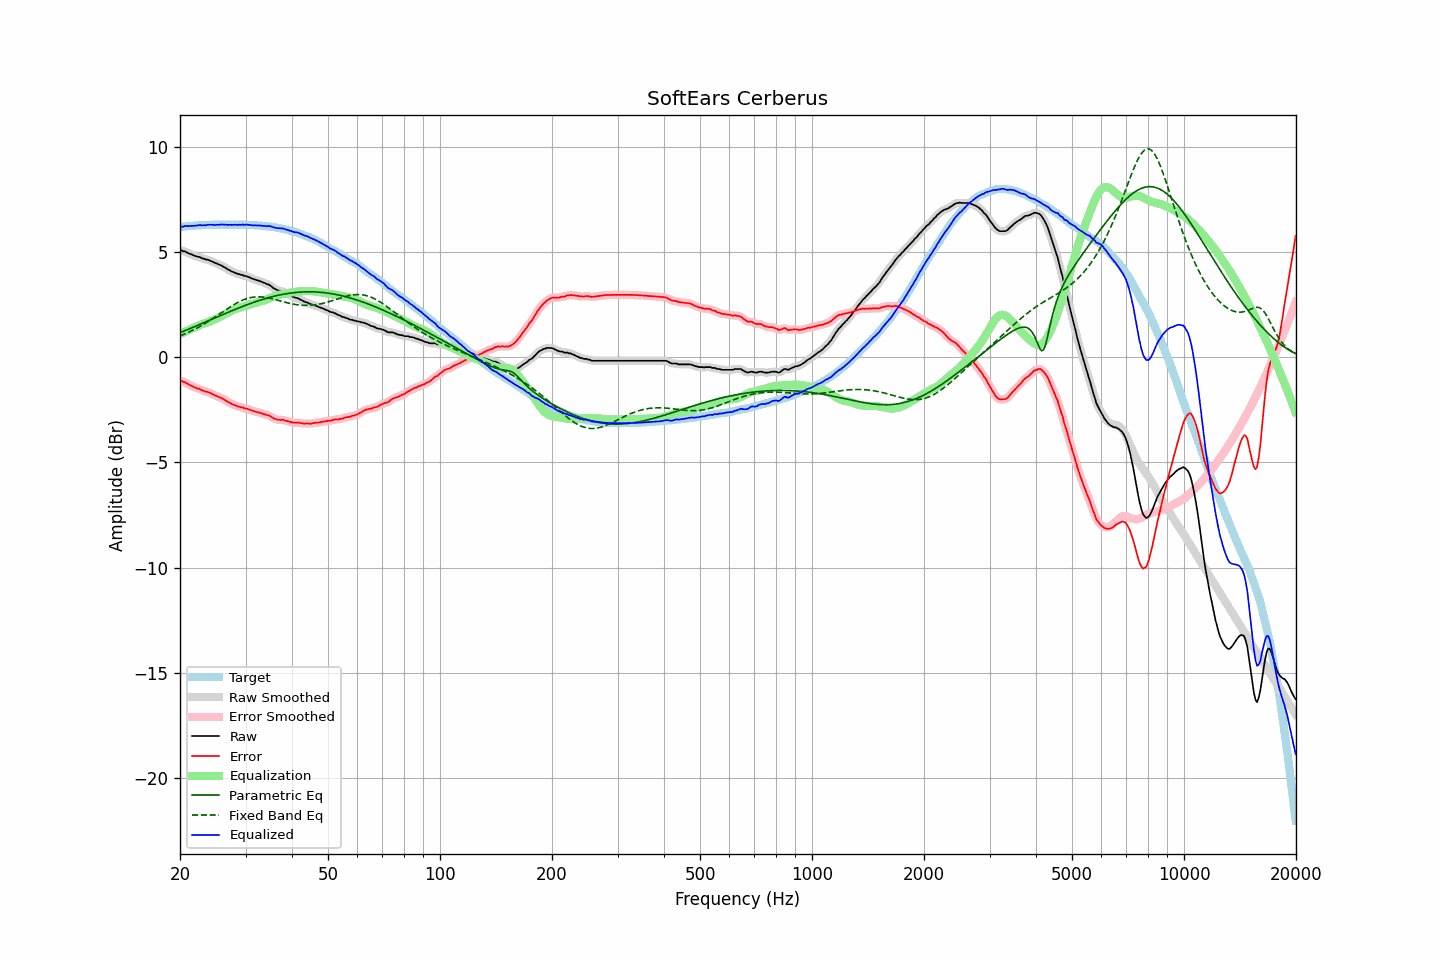 SoftEars Cerberus
Amplitude (dBr)
10
5
0
−5
−10
−15
−20
Target
Raw Smoothed
Error Smoothed
Raw
Error
Equalization
Parametric Eq
Fixed Band Eq
Equalized
20 50 100 200 500 1000 2000 5000 10000 20000
Frequency (Hz)